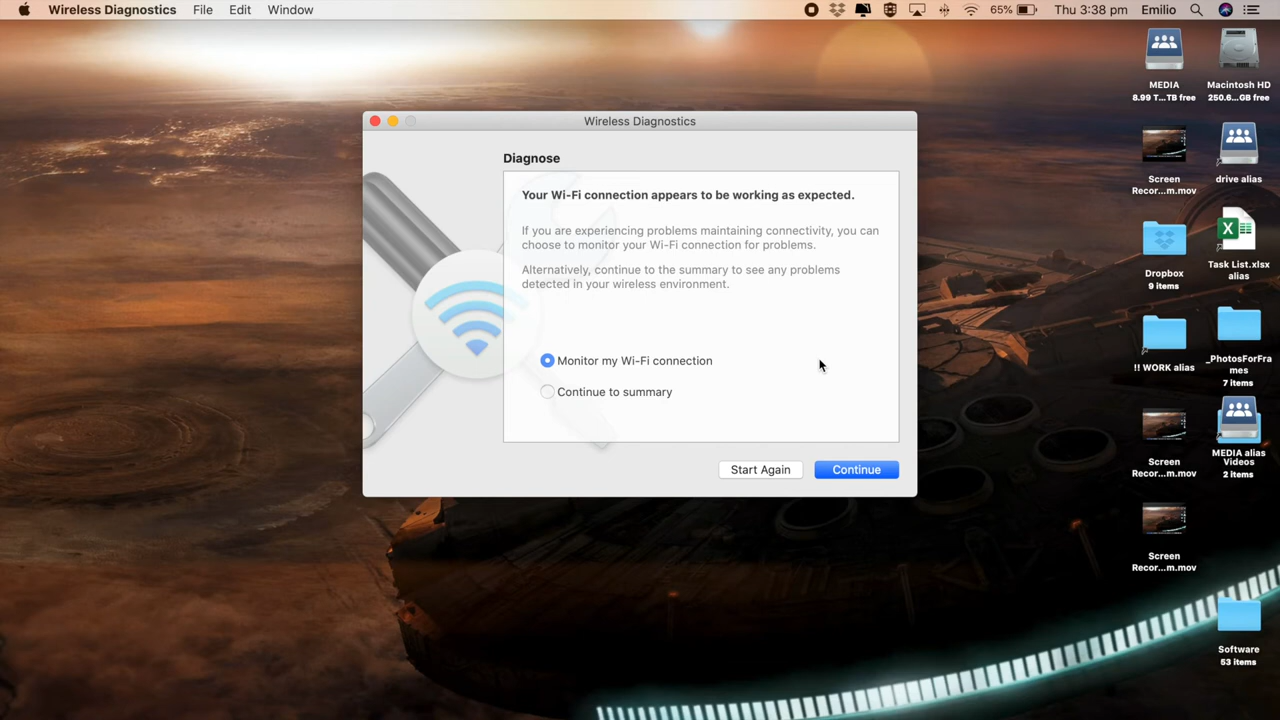 Wireless Diagnostics File Edit Window 65% Thu 3:38 pm Emilio
Wireless Diagnostics
Diagnose
Your Wi-Fi connection appears to be working as expected.
If you are experiencing problems maintaining connectivity, you can
choose to monitor your Wi-Fi connection for problems.
Alternatively, continue to the summary to see any problems
detected in your wireless environment.
Monitor my Wi-Fi connection
Continue to summary
Start Again Continue
MEDIA
8.99 T...TB free
Macintosh HD
250.6...GB free
Screen
Recor...m.mov
drive alias
Dropbox
9 items
X
Task List.xlsx
alias
!! WORK alias
_PhotosForFra
mes
7 items
Screen
Recor...m.mov
MEDIA alias
Videos
2 items
Screen
Recor...m.mov
Software
53 items